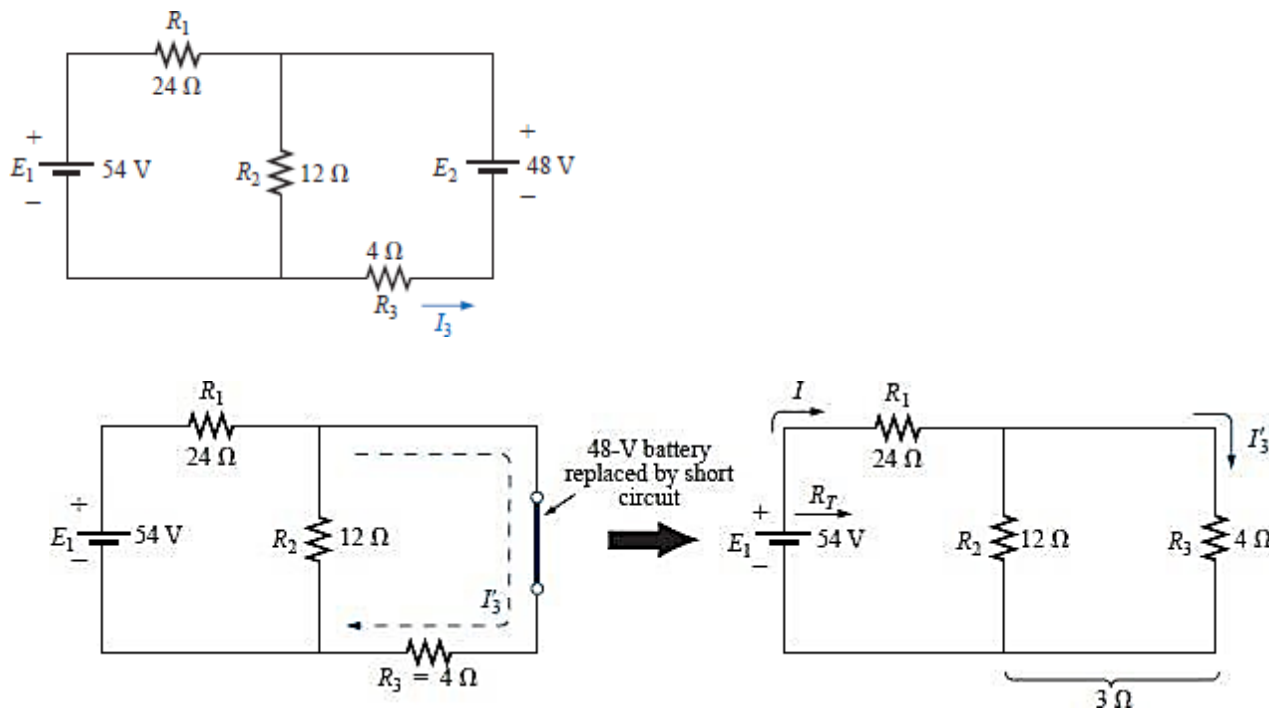 R1
24 Ω
+
E1
54 V
−
R2
12 Ω
+
E2
48 V
−
4 Ω
R3
I3
R1
24 Ω
+
E1
54 V
−
R2
12 Ω
48-V battery
replaced by short
circuit
I′3
R3 = 4 Ω
I
R1
24 Ω
I′3
RT
+
E1
54 V
−
R2
12 Ω
R3
4 Ω
3 Ω